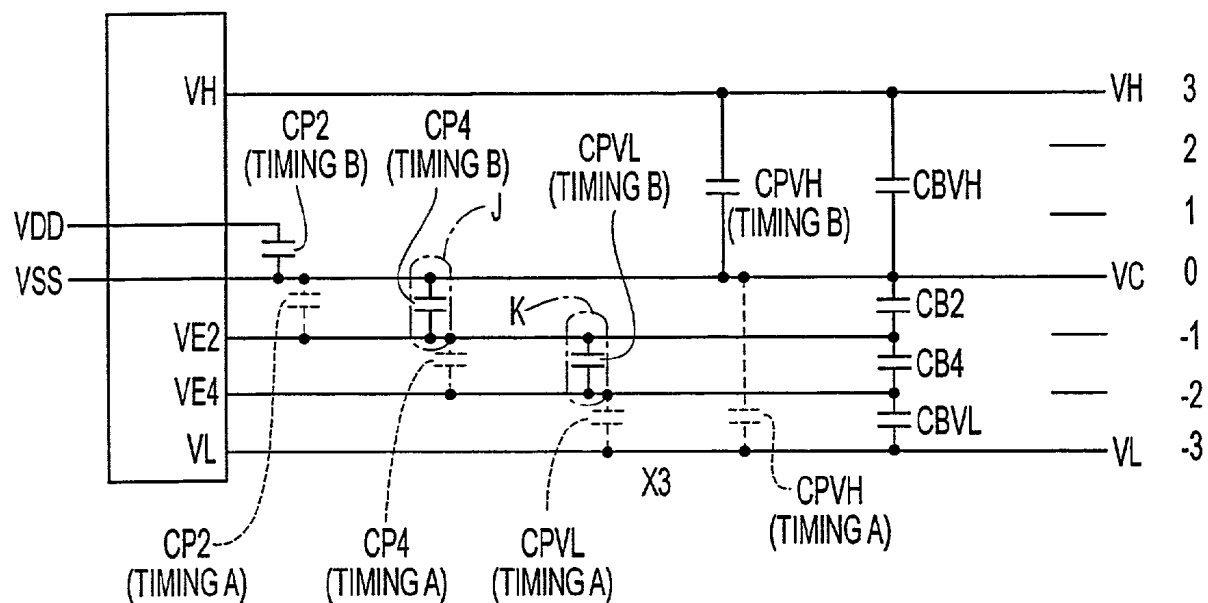 VH
VH 3
CP2
(TIMING B)
CP4
(TIMING B)
CPVL
(TIMING B)
2
CPVH
(TIMING B)
CBVH
J
1
VDD
VSS
VC 0
K
CB2
VE2
-1
CB4
VE4
-2
CBVL
VL
VL -3
X3
CP2
(TIMING A)
CP4
(TIMING A)
CPVL
(TIMING A)
CPVH
(TIMING A)